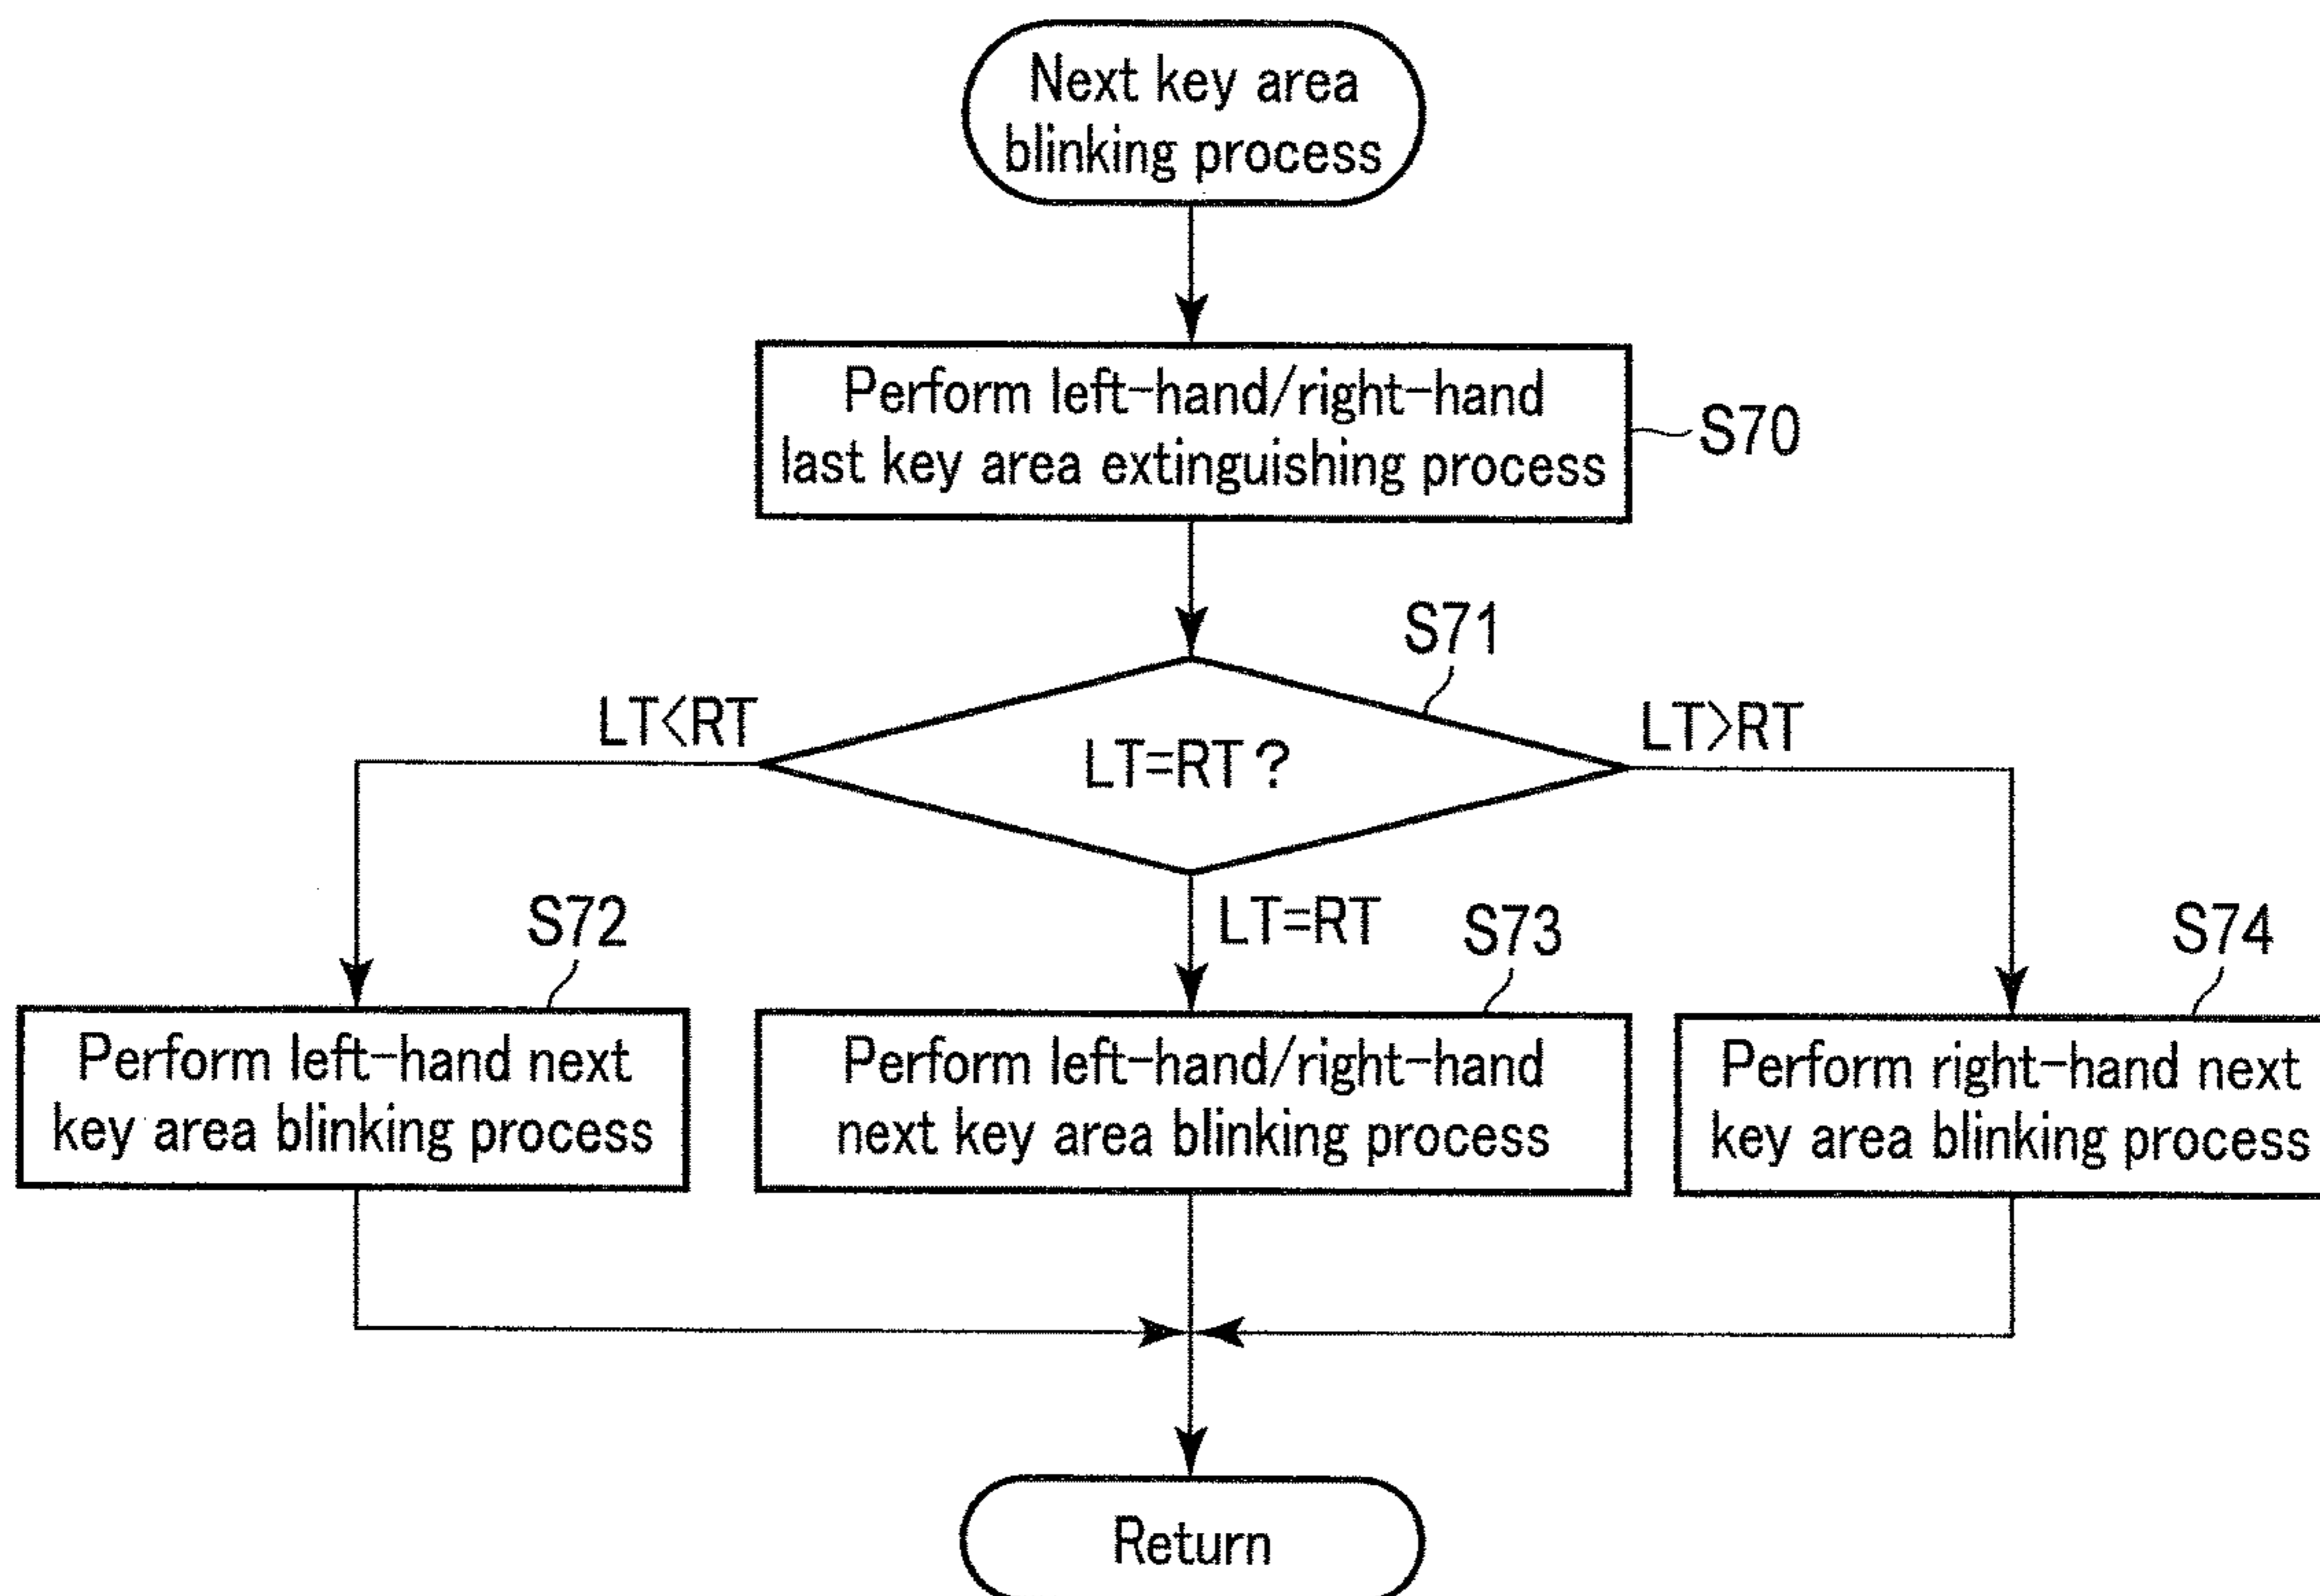 Next key area
blinking process
Perform left-hand/right-hand
last key area extinguishing process
S70
S71
LT<RT
LT=RT?
LT>RT
LT=RT
S72
S73
S74
Perform left-hand next
key area blinking process
Perform left-hand/right-hand
next key area blinking process
Perform right-hand next
key area blinking process
Return